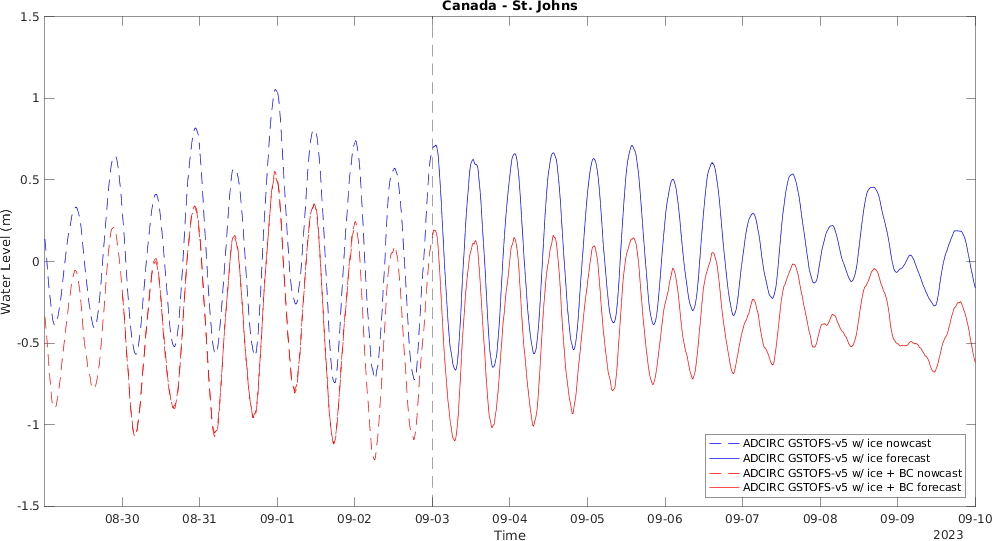 Canada - St. Johns
1.5
1
0.5
0
-0.5
-1
-1.5
Water Level (m)
08-30 08-31 09-01 09-02 09-03 09-04 09-05 09-06 09-07 09-08 09-09 09-10
Time
2023
ADCIRC GSTOFS-v5 w/ ice nowcast
ADCIRC GSTOFS-v5 w/ ice forecast
ADCIRC GSTOFS-v5 w/ ice + BC nowcast
ADCIRC GSTOFS-v5 w/ ice + BC forecast